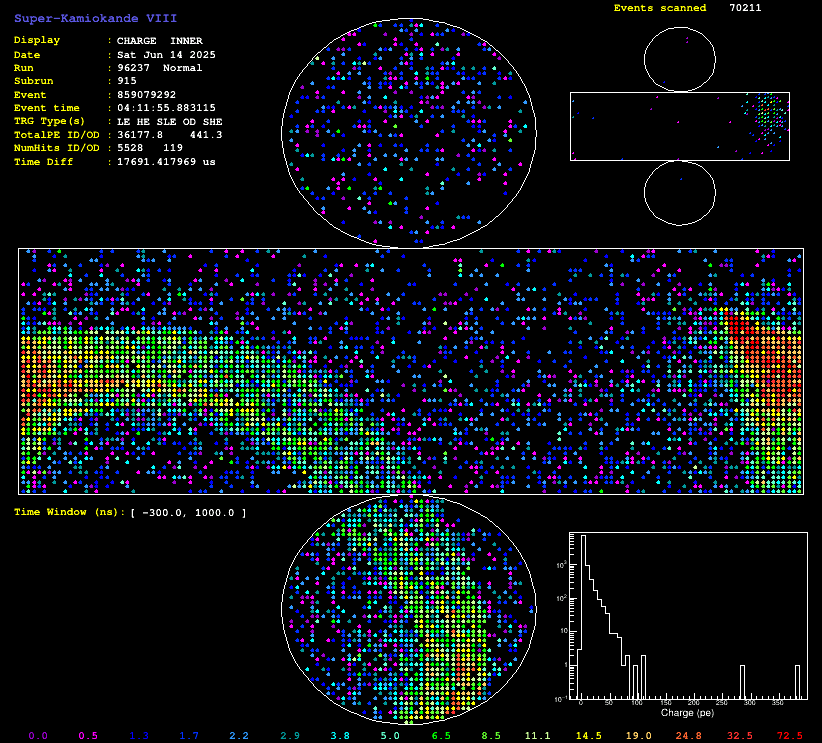 Super-Kamiokande VIII
Events scanned 70211
Display : CHARGE INNER
Date : Sat Jun 14 2025
Run : 96237 Normal
Subrun : 915
Event : 859079292
Event time : 04:11:55.883115
TRG Type(s) : LE HE SLE OD SHE
TotalPE ID/OD : 36177.8 441.3
NumHits ID/OD : 5528 119
Time Diff : 17691.417969 us
Time Window (ns): [ -300.0, 1000.0 ]
10³
10²
10
1
10⁻¹
0 50 100 150 200 250 300 350
Charge (pe)
0.0 0.5 1.3 1.7 2.2 2.9 3.8 5.0 6.5 8.5 11.1 14.5 19.0 24.8 32.5 72.5